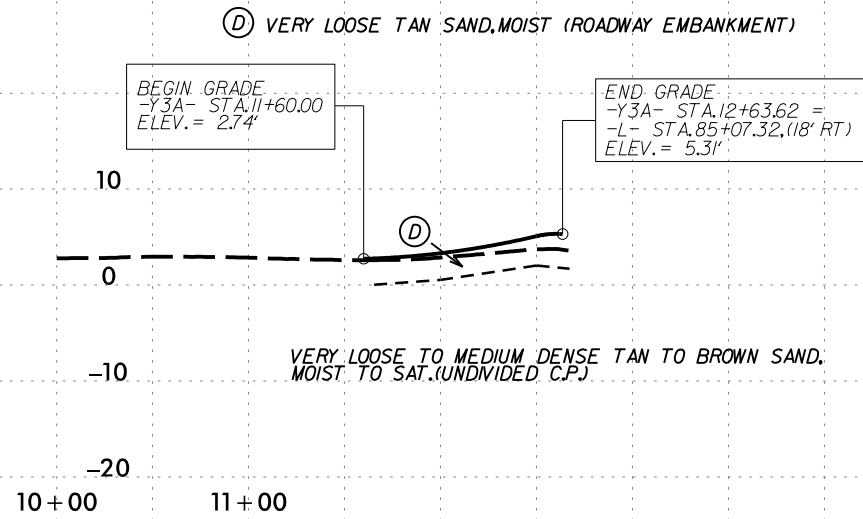 D VERY LOOSE TAN SAND, MOIST (ROADWAY EMBANKMENT)
BEGIN GRADE
-Y3A- STA.11+60.00
ELEV.= 2.74'
END GRADE
-Y3A- STA.12+63.62 =
-L- STA.85+07.32,(18' RT)
ELEV.= 5.31'
10
D
0
VERY LOOSE TO MEDIUM DENSE TAN TO BROWN SAND,
MOIST TO SAT.(UNDIVIDED C.P.)
-10
-20
10+00 11+00